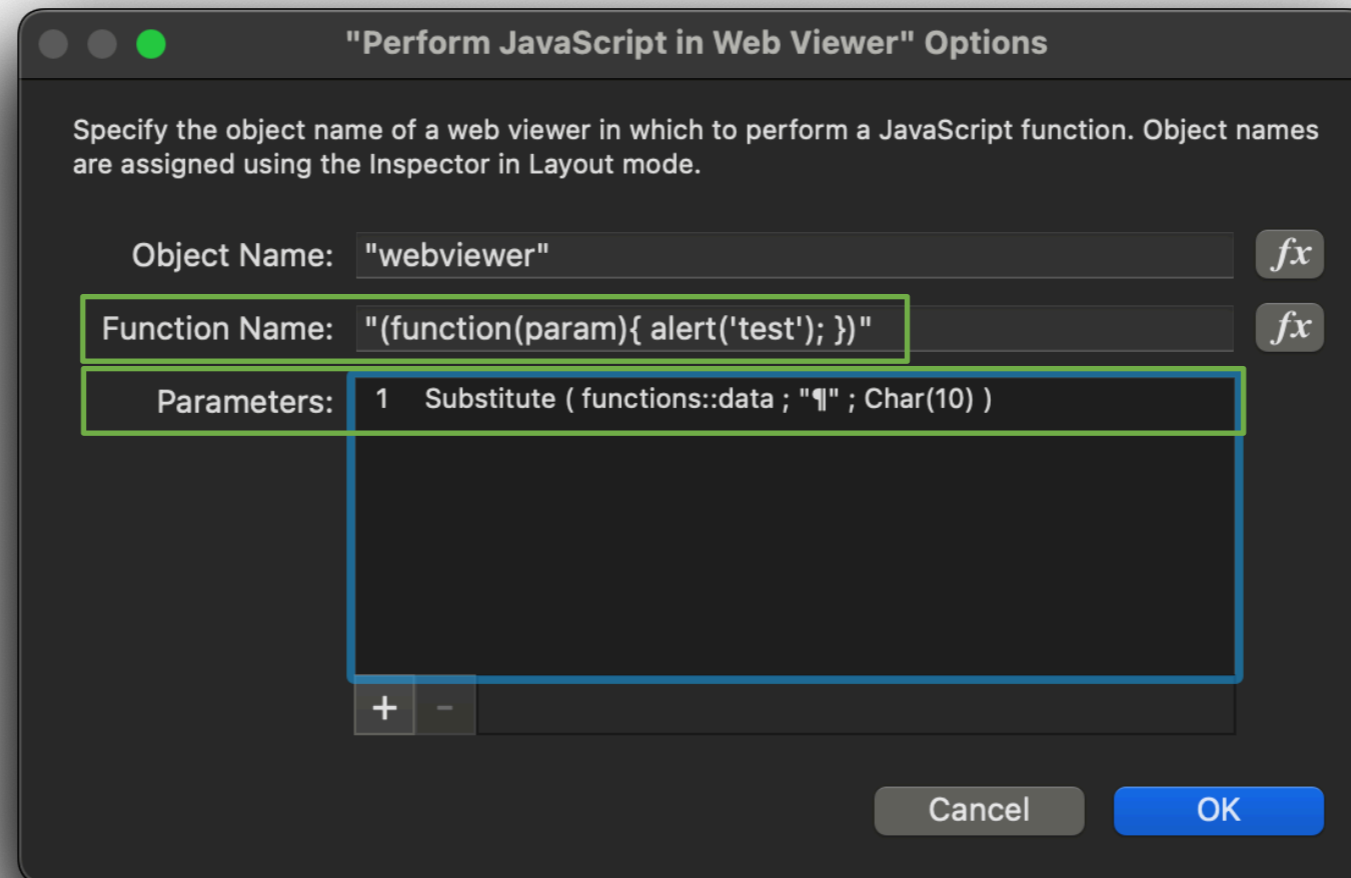 "Perform JavaScript in Web Viewer" Options
Specify the object name of a web viewer in which to perform a JavaScript function. Object names
are assigned using the Inspector in Layout mode.
Object Name: "webviewer" fx
Function Name: "(function(param){ alert('test'); })" fx
Parameters: 1 Substitute ( functions::data ; "¶" ; Char(10) )
+ -
Cancel OK